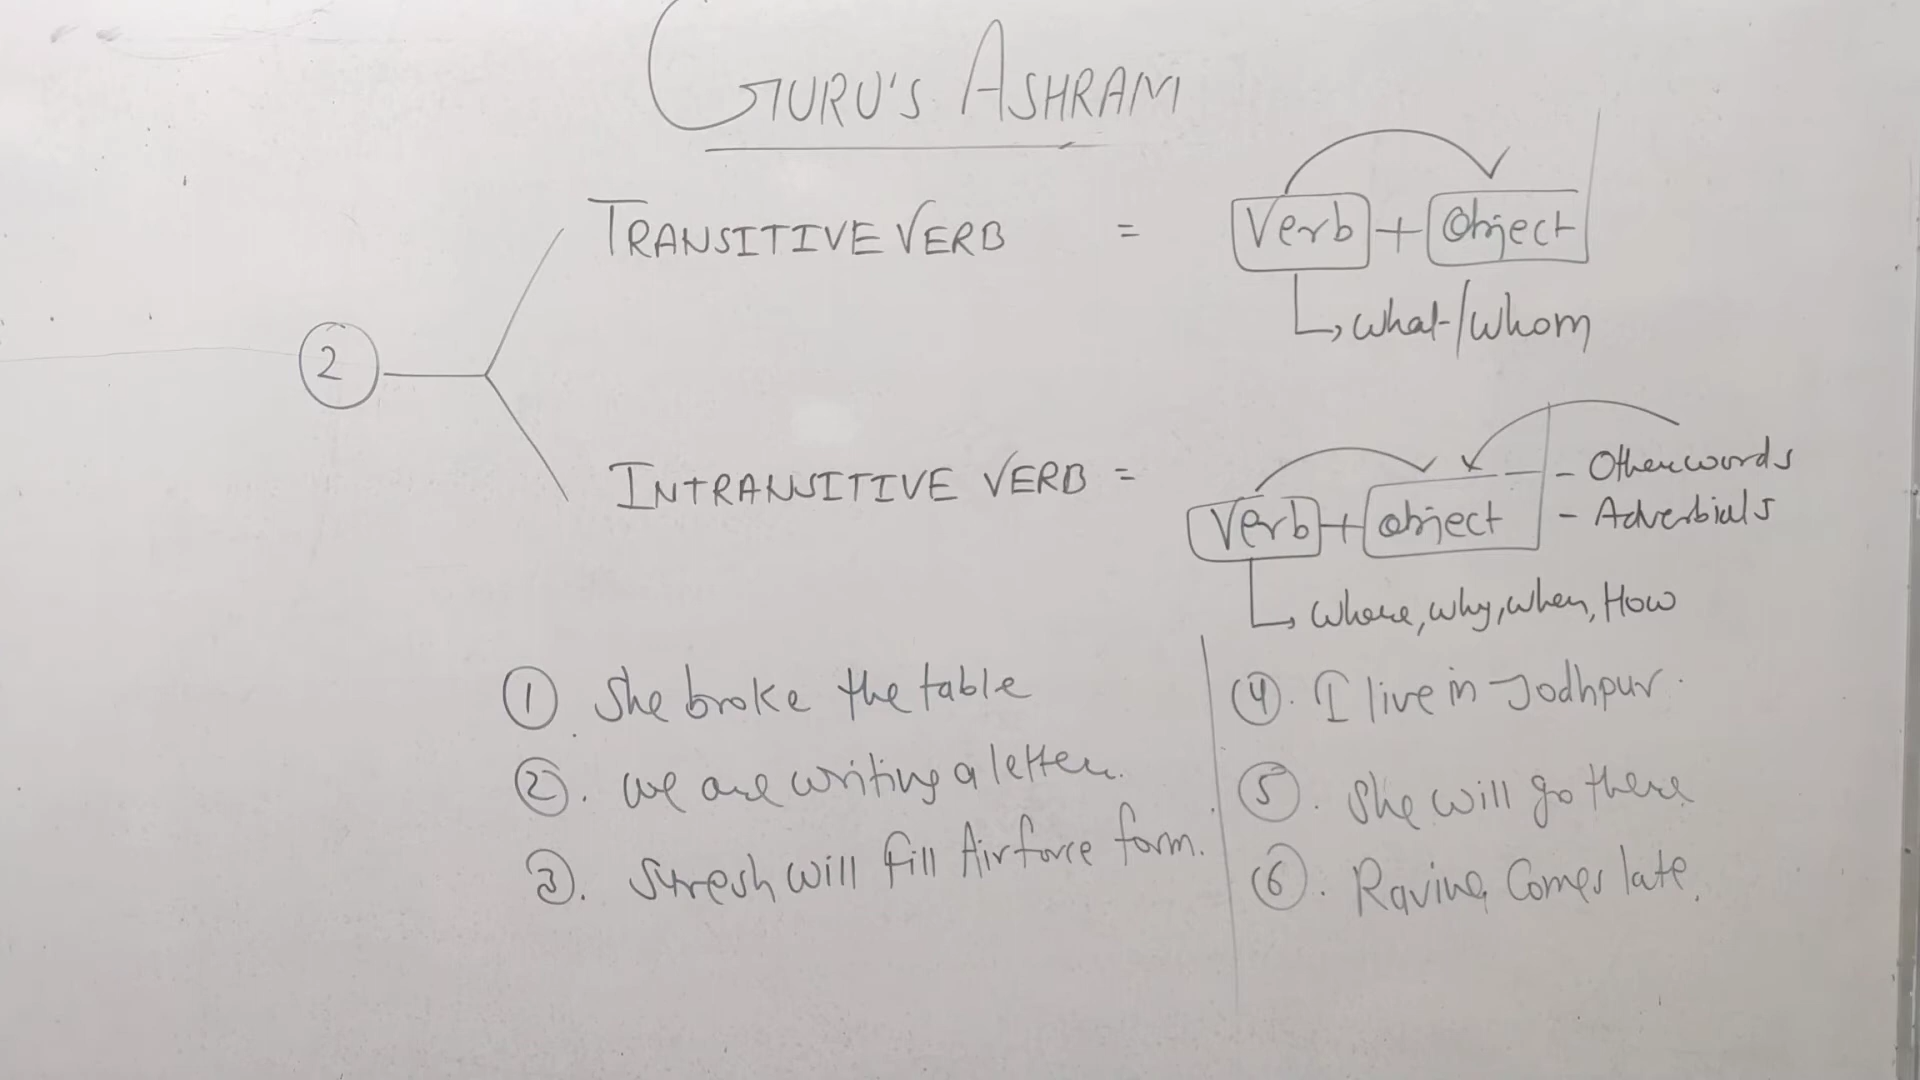 GURU'S ASHRAM
TRANSITIVE VERB = Verb + Object
what/whom
2
INTRANSITIVE VERB = Verb + object - Other words
- Adverbials
Where, why, when, How
① She broke the table
②. we are writing a letter.
③. Suresh will fill Airforce form.
④. I live in Jodhpur.
⑤. She will go there
⑥. Ravina Comes late.